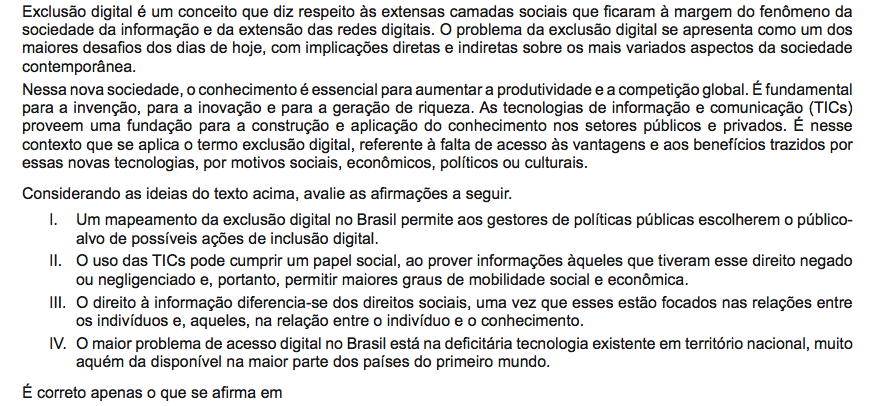 Exclusão digital é um conceito que diz respeito às extensas camadas sociais que ficaram à margem do fenômeno da
sociedade da informação e da extensão das redes digitais. O problema da exclusão digital se apresenta como um dos
maiores desafios dos dias de hoje, com implicações diretas e indiretas sobre os mais variados aspectos da sociedade
contemporânea.
Nessa nova sociedade, o conhecimento é essencial para aumentar a produtividade e a competição global. É fundamental
para a invenção, para a inovação e para a geração de riqueza. As tecnologias de informação e comunicação (TICs)
proveem uma fundação para a construção e aplicação do conhecimento nos setores públicos e privados. É nesse
contexto que se aplica o termo exclusão digital, referente à falta de acesso às vantagens e aos benefícios trazidos por
essas novas tecnologias, por motivos sociais, econômicos, políticos ou culturais.
Considerando as ideias do texto acima, avalie as afirmações a seguir.
I. Um mapeamento da exclusão digital no Brasil permite aos gestores de políticas públicas escolherem o público-
alvo de possíveis ações de inclusão digital.
II. O uso das TICs pode cumprir um papel social, ao prover informações àqueles que tiveram esse direito negado
ou negligenciado e, portanto, permitir maiores graus de mobilidade social e econômica.
III. O direito à informação diferencia-se dos direitos sociais, uma vez que esses estão focados nas relações entre
os indivíduos e, aqueles, na relação entre o indivíduo e o conhecimento.
IV. O maior problema de acesso digital no Brasil está na deficitária tecnologia existente em território nacional, muito
aquém da disponível na maior parte dos países do primeiro mundo.
É correto apenas o que se afirma em